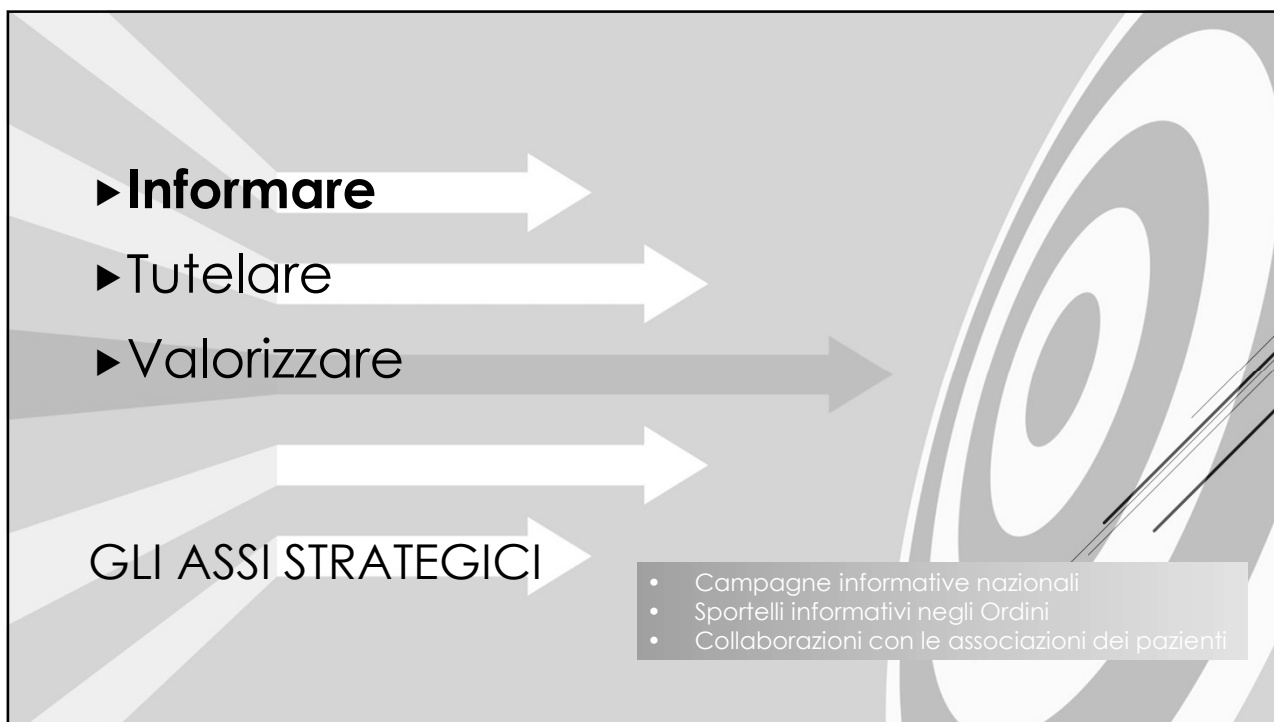 ▶Informare
▶Tutelare
▶Valorizzare
GLI ASSI STRATEGICI
• Campagne informative nazionali
• Sportelli informativi negli Ordini
• Collaborazioni con le associazioni dei pazienti